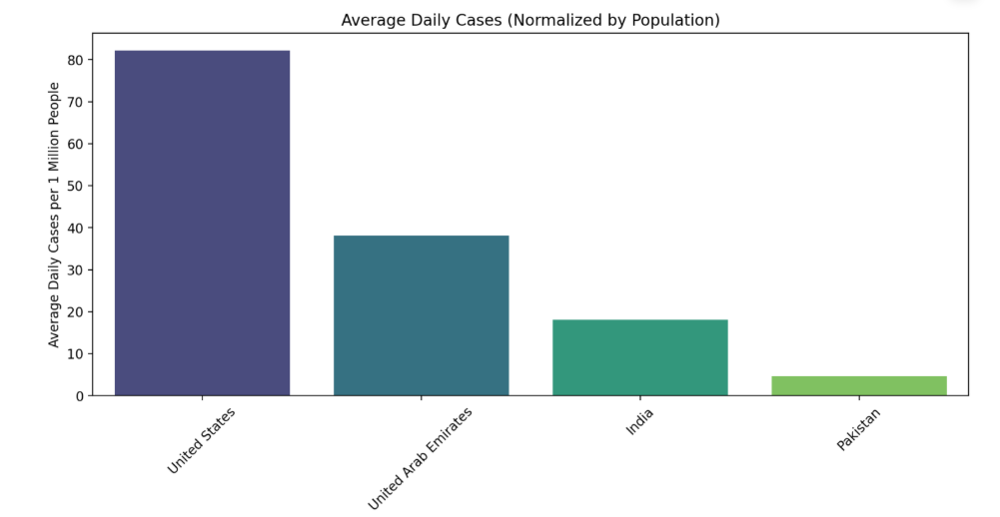 Average Daily Cases (Normalized by Population)
Average Daily Cases per 1 Million People
80
70
60
50
40
30
20
10
0
United States
United Arab Emirates
India
Pakistan